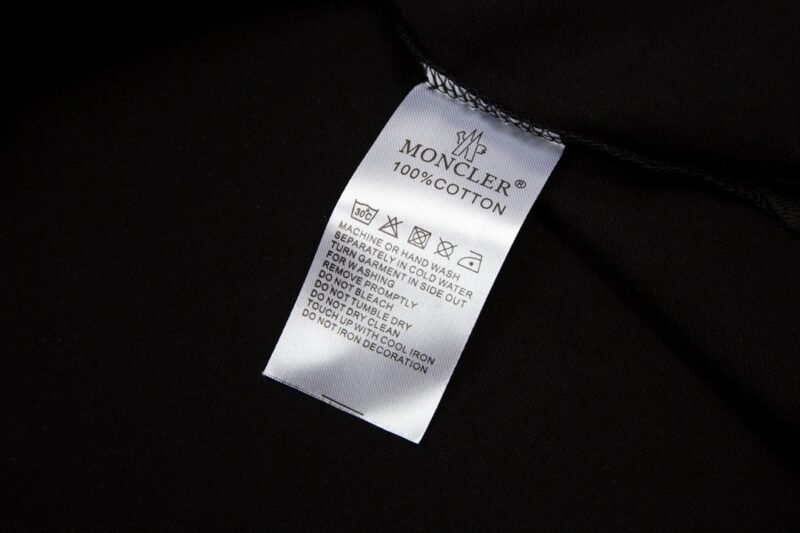 MONCLER®
100%COTTON
30°C
MACHINE OR HAND WASH
SEPARATELY IN COLD WATER
TURN GARMENT IN SIDE OUT
FOR WASHING
REMOVE PROMPTLY
DO NOT BLEACH
DO NOT TUMBLE DRY
DO NOT DRY CLEAN
TOUCH UP WITH COOL IRON
DO NOT IRON DECORATION